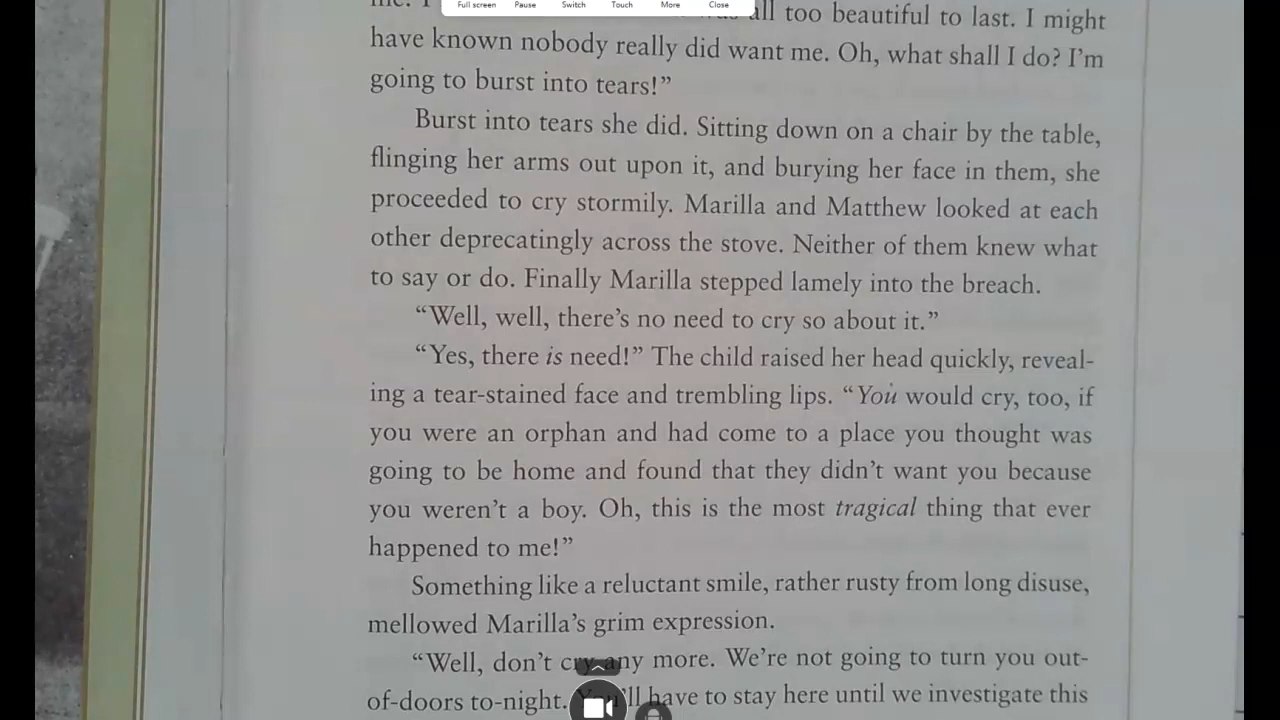 Full screen Pause Switch Touch More Close
all too beautiful to last. I might
have known nobody really did want me. Oh, what shall I do? I’m
going to burst into tears!”
Burst into tears she did. Sitting down on a chair by the table,
flinging her arms out upon it, and burying her face in them, she
proceeded to cry stormily. Marilla and Matthew looked at each
other deprecatingly across the stove. Neither of them knew what
to say or do. Finally Marilla stepped lamely into the breach.
“Well, well, there’s no need to cry so about it.”
“Yes, there is need!” The child raised her head quickly, reveal-
ing a tear-stained face and trembling lips. “You would cry, too, if
you were an orphan and had come to a place you thought was
going to be home and found that they didn’t want you because
you weren’t a boy. Oh, this is the most tragical thing that ever
happened to me!”
Something like a reluctant smile, rather rusty from long disuse,
mellowed Marilla’s grim expression.
“Well, don’t cry any more. We’re not going to turn you out-
of-doors to-night. You’ll have to stay here until we investigate this